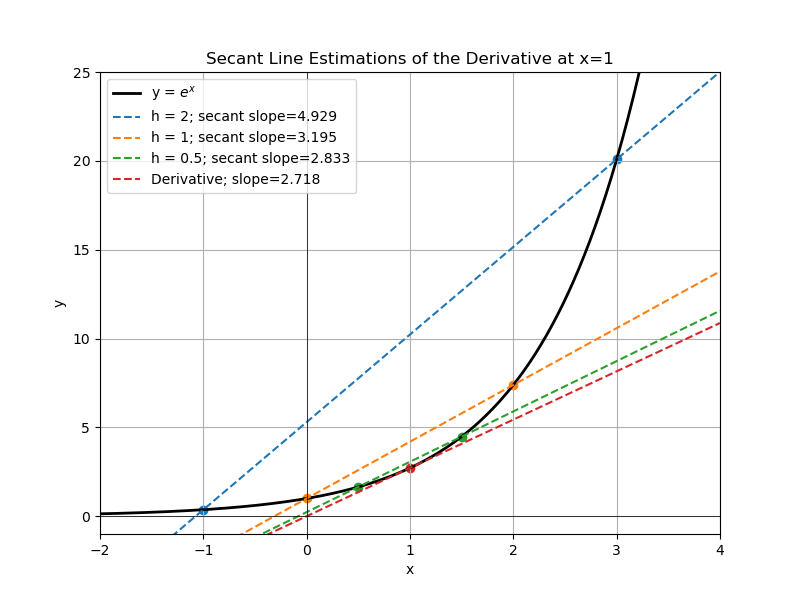 Secant Line Estimations of the Derivative at x=1
25
20
15
10
5
0
y
y = e^x
h = 2; secant slope=4.929
h = 1; secant slope=3.195
h = 0.5; secant slope=2.833
Derivative; slope=2.718
−2 −1 0 1 2 3 4
x